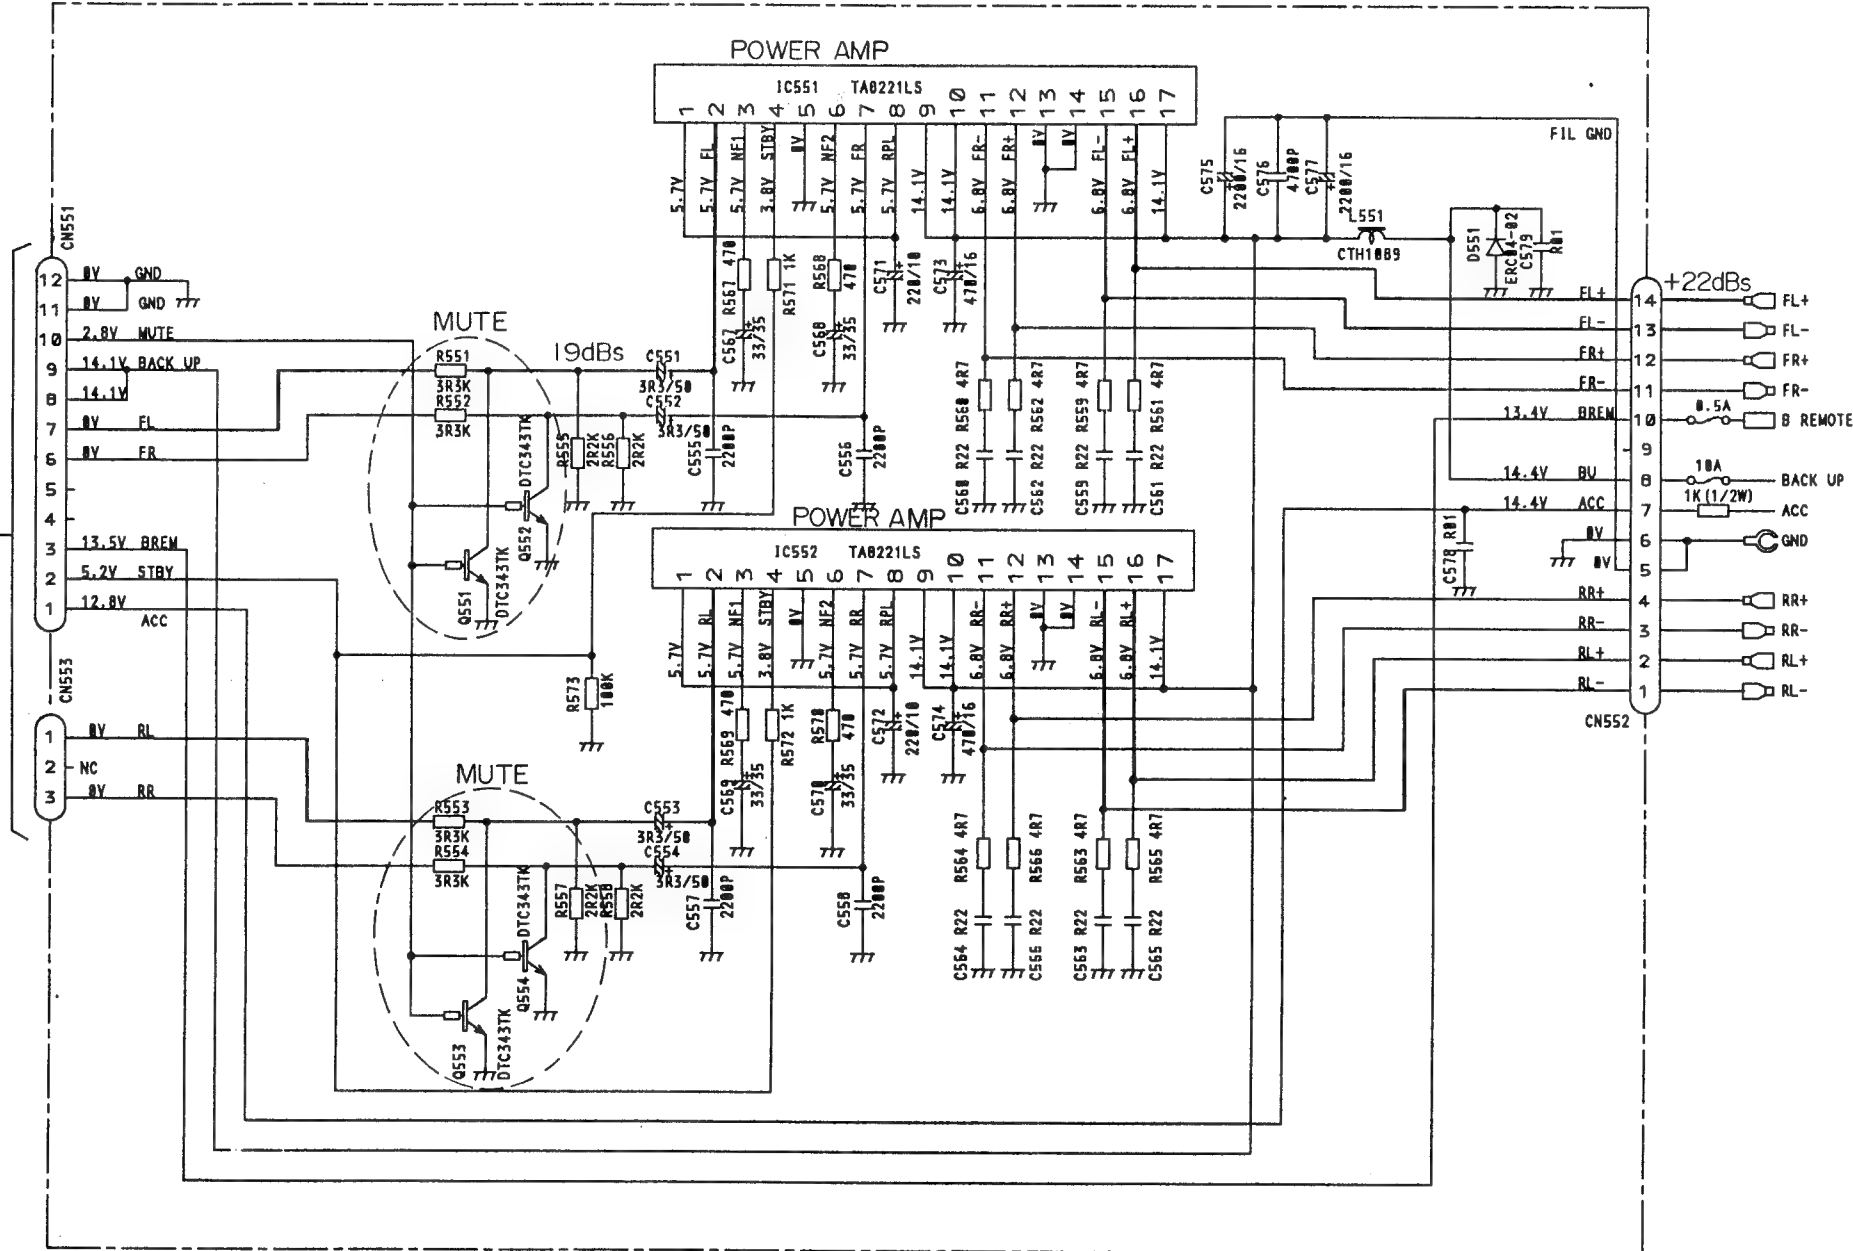 POWER AMP
IC551 TA8221LS
1 2 3 4 5 6 7 8 9 10 11 12 13 14 15 16 17
5.7V
5.7V FL
5.7V NF1
3.8V STBY
0V
5.7V NF2
5.7V FR
5.7V RPL
14.1V
14.1V
6.8V FR-
6.8V FR+
0V
0V
6.8V FL-
6.8V FL+
14.1V
FIL GND
C575
2200/16
C576
4700P
C577
2200/16
L551
CTH1089
D551
ERC04-02
C579
R01
CN551
12 0V GND
11 0V GND
10 2.8V MUTE
9 14.1V BACK UP
8 14.1V
7 0V FL
6 0V FR
5
4
3 13.5V BREM
2 5.2V STBY
1 12.8V ACC
CN553
1 0V RL
2 NC
3 0V RR
MUTE
R551
3R3K
R552
3R3K
19dBs
C551
3R3/50
C552
3R3/50
R555
2R2K
R556
2R2K
Q552
DTC343TK
Q551
DTC343TK
C555
2200P
C556
2200P
R567 470
C567
33/35
R571 1K
R568
470
C568
33/35
C571
220/10
C573
470/16
C560 R22 R560 4R7
C562 R22 R562 4R7
C559 R22 R559 4R7
C561 R22 R561 4R7
R573
100K
POWER AMP
IC552 TA8221LS
1 2 3 4 5 6 7 8 9 10 11 12 13 14 15 16 17
5.7V
5.7V RL
5.7V NF1
3.8V STBY
0V
5.7V NF2
5.7V RR
5.7V RPL
14.1V
14.1V
6.8V RR-
6.8V RR+
0V
0V
6.8V RL-
6.8V RL+
14.1V
R569 470
C569
33/35
R572 1K
R570
470
C570
33/35
C572
220/10
C574
470/16
MUTE
R553
3R3K
R554
3R3K
C553
3R3/50
C554
3R3/50
R557
2R2K
R558
2R2K
Q554
DTC343TK
Q553
DTC343TK
C557
2200P
C558
2200P
C564 R22 R564 4R7
C566 R22 R566 4R7
C563 R22 R563 4R7
C565 R22 R565 4R7
+22dBs
FL+ 14 FL+
FL- 13 FL-
FR+ 12 FR+
FR- 11 FR-
13.4V BREM 10 0.5A B REMOTE
9
14.4V BU 8 10A BACK UP
14.4V ACC 7 1K(1/2W) ACC
0V 6 GND
0V 5
C578 R01
RR+ 4 RR+
RR- 3 RR-
RL+ 2 RL+
RL- 1 RL-
CN552